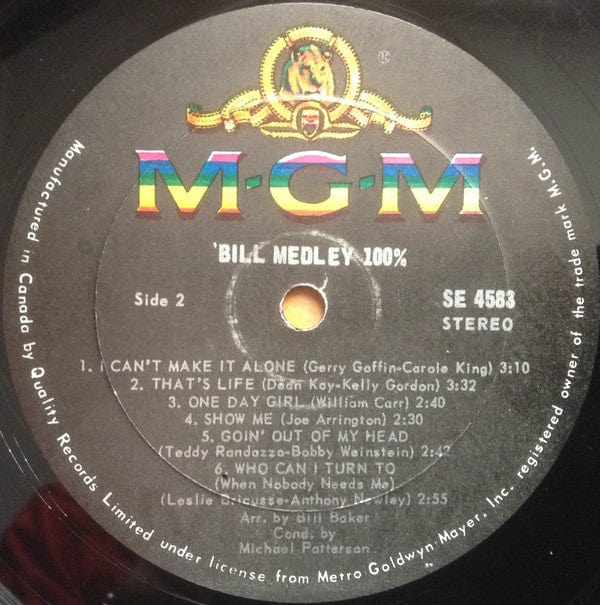 ®
M·G·M
'BILL MEDLEY 100%
Side 2
SE 4583
STEREO
1. I CAN'T MAKE IT ALONE (Gerry Goffin-Carole King) 3:10
2. THAT'S LIFE (Dean Kay-Kelly Gordon) 3:32
3. ONE DAY GIRL (William Carr) 2:40
4. SHOW ME (Joe Arrington) 2:30
5. GOIN' OUT OF MY HEAD
(Teddy Randazzo-Bobby Weinstein) 2:42
6. WHO CAN I TURN TO
(When Nobody Needs Me)
(Leslie Bricusse-Anthony Newley) 2:55
Arr. by Bill Baker
Cond. by
Michael Patterson
Manufactured in Canada by Quality Records Limited under license from Metro Goldwyn Mayer, Inc. registered owner of the trade mark M.G.M.